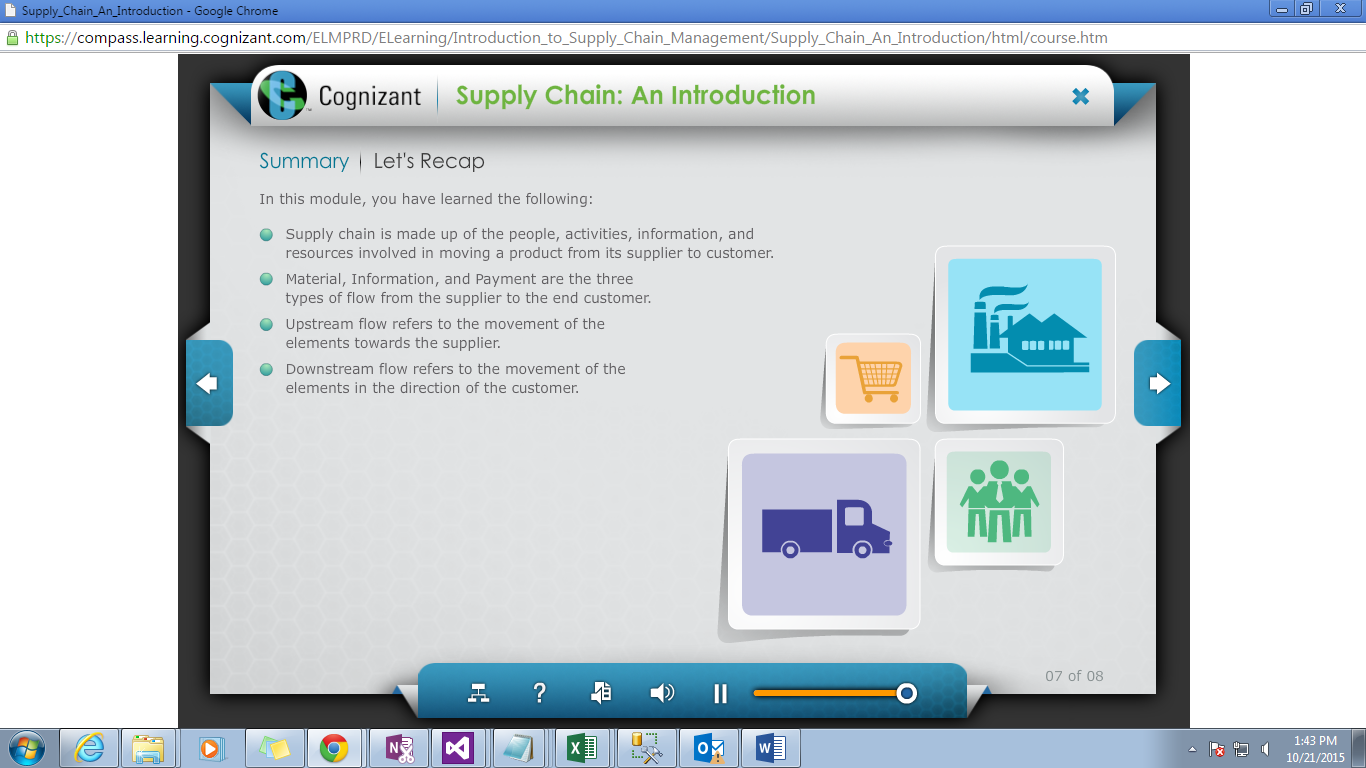 Supply_Chain_An_Introduction - Google Chrome
https://compass.learning.cognizant.com/ELMPRD/ELearning/Introduction_to_Supply_Chain_Management/Supply_Chain_An_Introduction/html/course.htm
Cognizant
Supply Chain: An Introduction
Summary | Let's Recap
In this module, you have learned the following:
Supply chain is made up of the people, activities, information, and
resources involved in moving a product from its supplier to customer.
Material, Information, and Payment are the three
types of flow from the supplier to the end customer.
Upstream flow refers to the movement of the
elements towards the supplier.
Downstream flow refers to the movement of the
elements in the direction of the customer.
07 of 08
?
1:43 PM
10/21/2015